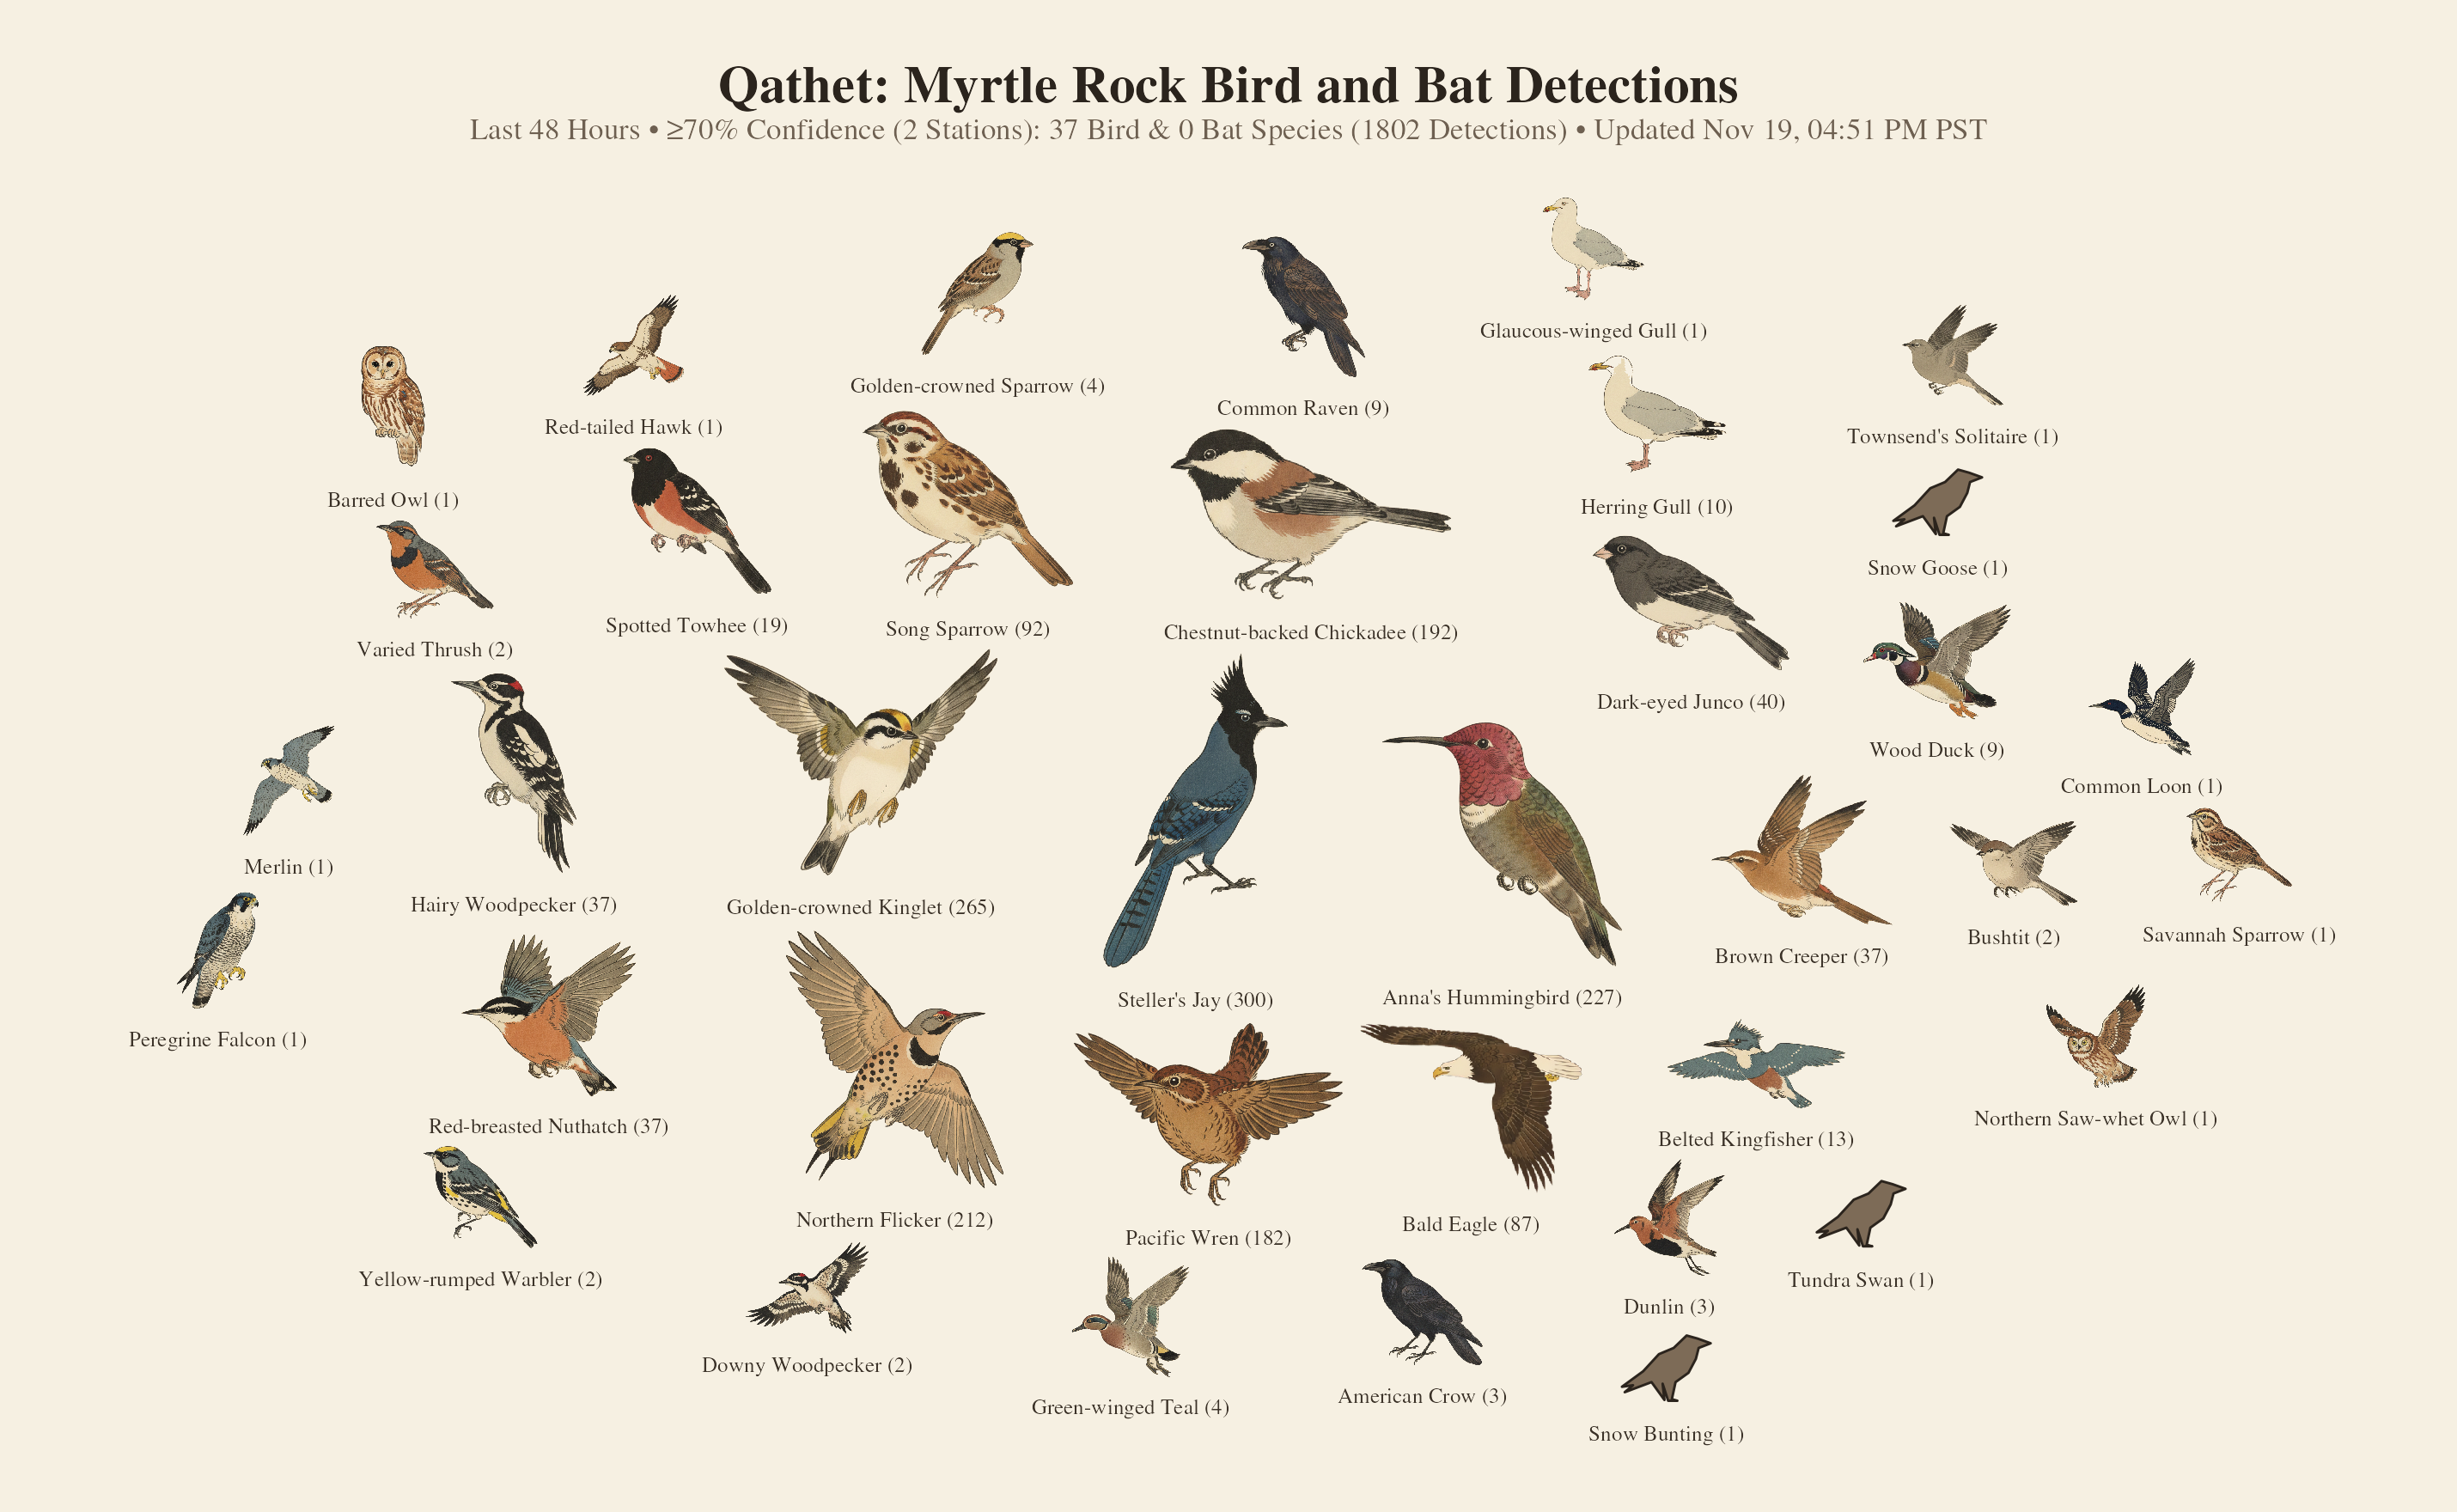 Qathet: Myrtle Rock Bird and Bat Detections
Last 48 Hours • ≥70% Confidence (2 Stations): 37 Bird & 0 Bat Species (1802 Detections) • Updated Nov 19, 04:51 PM PST
Glaucous-winged Gull (1)
Golden-crowned Sparrow (4)
Common Raven (9)
Red-tailed Hawk (1)
Townsend's Solitaire (1)
Barred Owl (1)
Herring Gull (10)
Snow Goose (1)
Spotted Towhee (19)
Song Sparrow (92)
Chestnut-backed Chickadee (192)
Varied Thrush (2)
Dark-eyed Junco (40)
Wood Duck (9)
Common Loon (1)
Merlin (1)
Hairy Woodpecker (37)
Golden-crowned Kinglet (265)
Bushtit (2)
Savannah Sparrow (1)
Brown Creeper (37)
Steller's Jay (300)
Anna's Hummingbird (227)
Peregrine Falcon (1)
Northern Saw-whet Owl (1)
Red-breasted Nuthatch (37)
Belted Kingfisher (13)
Northern Flicker (212)
Pacific Wren (182)
Bald Eagle (87)
Yellow-rumped Warbler (2)
Tundra Swan (1)
Dunlin (3)
Downy Woodpecker (2)
American Crow (3)
Green-winged Teal (4)
Snow Bunting (1)